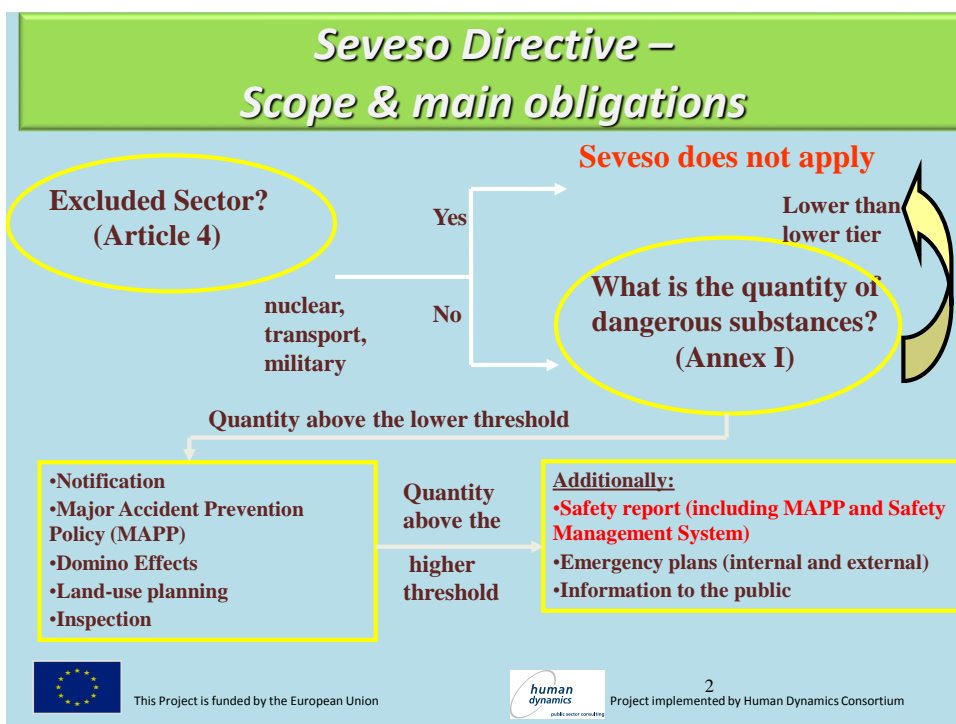 Seveso Directive –
Scope & main obligations
Seveso does not apply
Excluded Sector?
(Article 4)
Yes
Lower than
lower tier
nuclear,
transport,
military
No
What is the quantity of
dangerous substances?
(Annex I)
Quantity above the lower threshold
•Notification
•Major Accident Prevention
Policy (MAPP)
•Domino Effects
•Land-use planning
•Inspection
Quantity
above the
higher
threshold
Additionally:
•Safety report (including MAPP and Safety
Management System)
•Emergency plans (internal and external)
•Information to the public
This Project is funded by the European Union
human
dynamics
public sector consulting
2
Project implemented by Human Dynamics Consortium